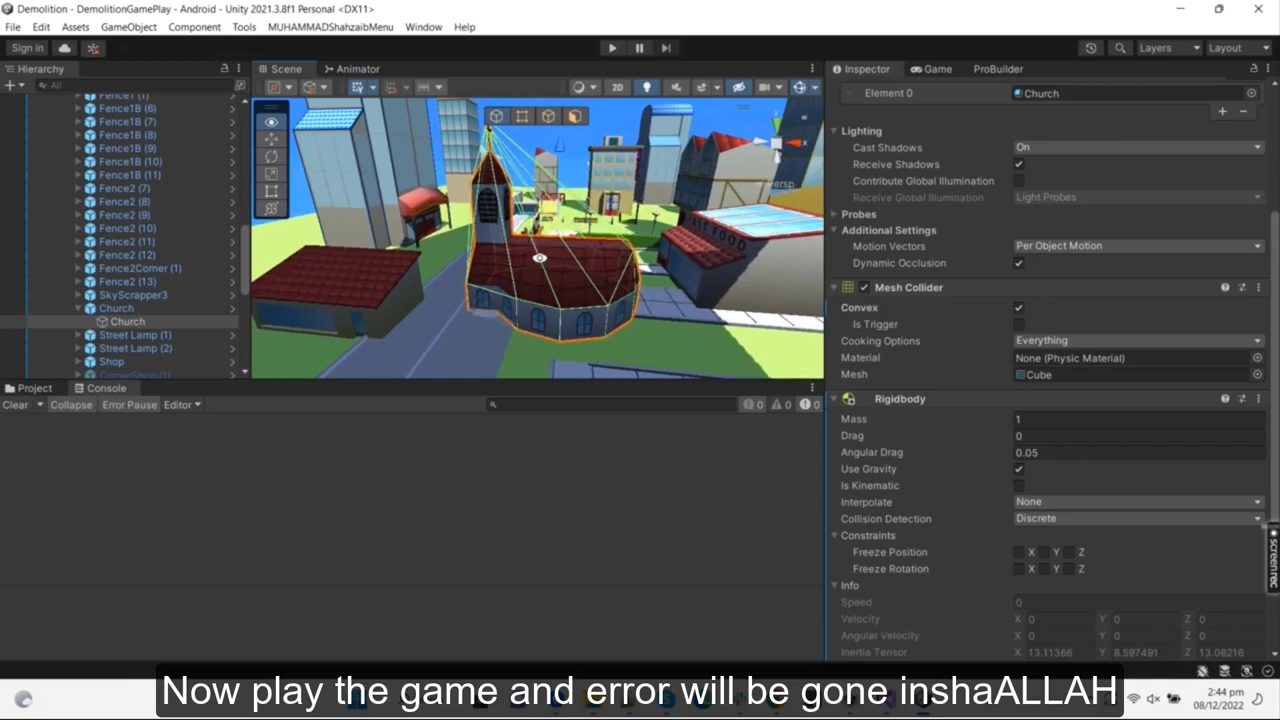 Demolition - DemolitionGamePlay - Android - Unity 2021.3.8f1 Personal <DX11>
File Edit Assets GameObject Component Tools MUHAMMADShahzaibMenu Window Help
Sign in Layers Layout
Hierarchy
All
Fence1 (1)
Fence1B (6)
Fence1B (7)
Fence1B (8)
Fence1B (9)
Fence1B (10)
Fence1B (11)
Fence2 (7)
Fence2 (8)
Fence2 (9)
Fence2 (10)
Fence2 (11)
Fence2 (12)
Fence2Corner (1)
Fence2 (13)
SkyScrapper3
Church
Church
Street Lamp (1)
Street Lamp (2)
Shop
CornerShop (1)
Scene Animator
2D
Persp
FOOD
Project Console
Clear Collapse Error Pause Editor 0 0 0
Inspector Game ProBuilder
Element 0 Church
Lighting
Cast Shadows On
Receive Shadows
Contribute Global Illumination
Receive Global Illumination Light Probes
Probes
Additional Settings
Motion Vectors Per Object Motion
Dynamic Occlusion
Mesh Collider
Convex
Is Trigger
Cooking Options Everything
Material None (Physic Material)
Mesh Cube
Rigidbody
Mass 1
Drag 0
Angular Drag 0.05
Use Gravity
Is Kinematic
Interpolate None
Collision Detection Discrete
Constraints
Freeze Position X Y Z
Freeze Rotation X Y Z
Info
Speed 0
Velocity X 0 Y 0 Z 0
Angular Velocity X 0 Y 0 Z 0
Inertia Tensor X 13.11366 Y 8.597491 Z 13.08216
screenrec
Now play the game and error will be gone inshaALLAH
2:44 pm
08/12/2022